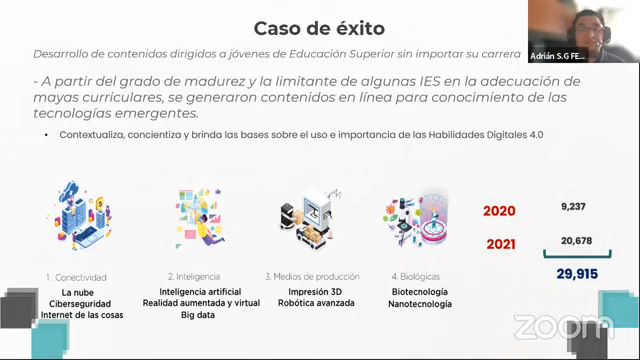 Caso de éxito
Adrián S.G FE...
Desarrollo de contenidos dirigidos a jóvenes de Educación Superior sin importar su carrera
- A partir del grado de madurez y la limitante de algunas IES en la adecuación de
mayas curriculares, se generaron contenidos en línea para conocimiento de las
tecnologías emergentes.
• Contextualiza, concientiza y brinda las bases sobre el uso e importancia de las Habilidades Digitales 4.0
1. Conectividad
La nube
Ciberseguridad
Internet de las cosas
2. Inteligencia
Inteligencia artificial
Realidad aumentada y virtual
Big data
3. Medios de producción
Impresión 3D
Robótica avanzada
4. Biológicas
Biotecnología
Nanotecnología
2020 9,237
2021 20,678
29,915
zoom